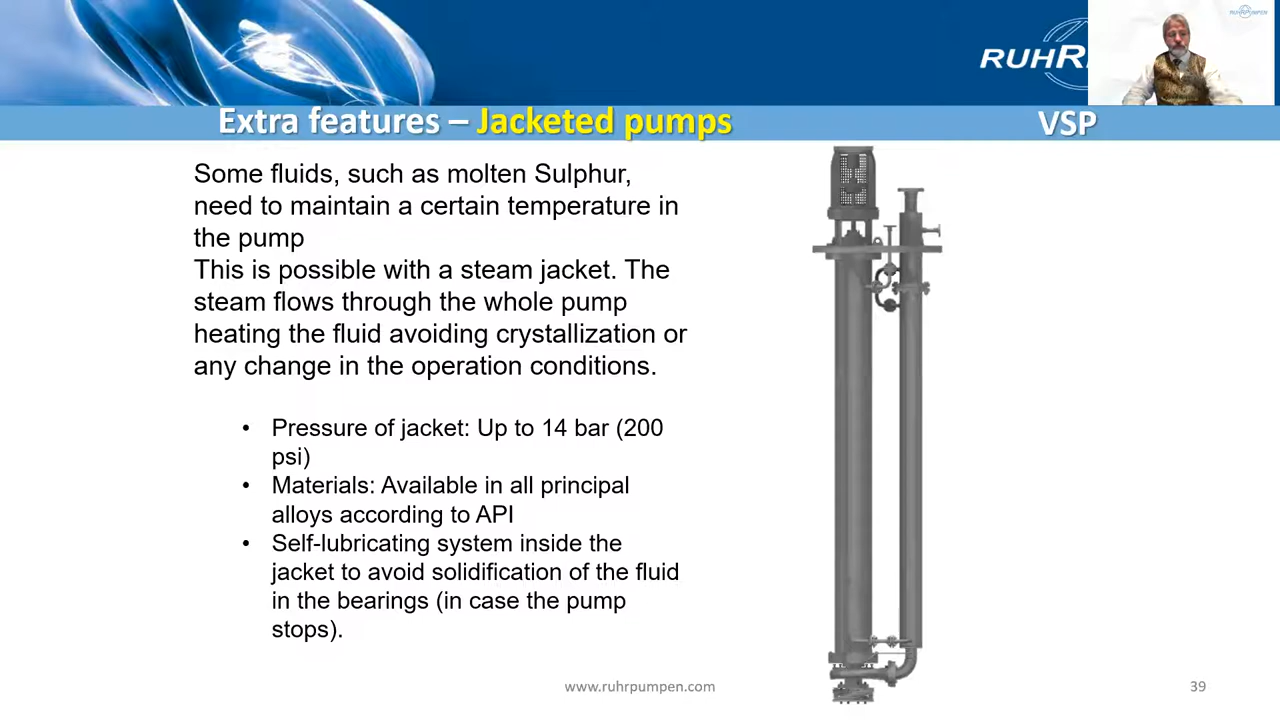 RUHRPUMPEN
RUHR
Extra features – Jacketed pumps
VSP
Some fluids, such as molten Sulphur,
need to maintain a certain temperature in
the pump
This is possible with a steam jacket. The
steam flows through the whole pump
heating the fluid avoiding crystallization or
any change in the operation conditions.
• Pressure of jacket: Up to 14 bar (200
psi)
• Materials: Available in all principal
alloys according to API
• Self-lubricating system inside the
jacket to avoid solidification of the fluid
in the bearings (in case the pump
stops).
www.ruhrpumpen.com
39